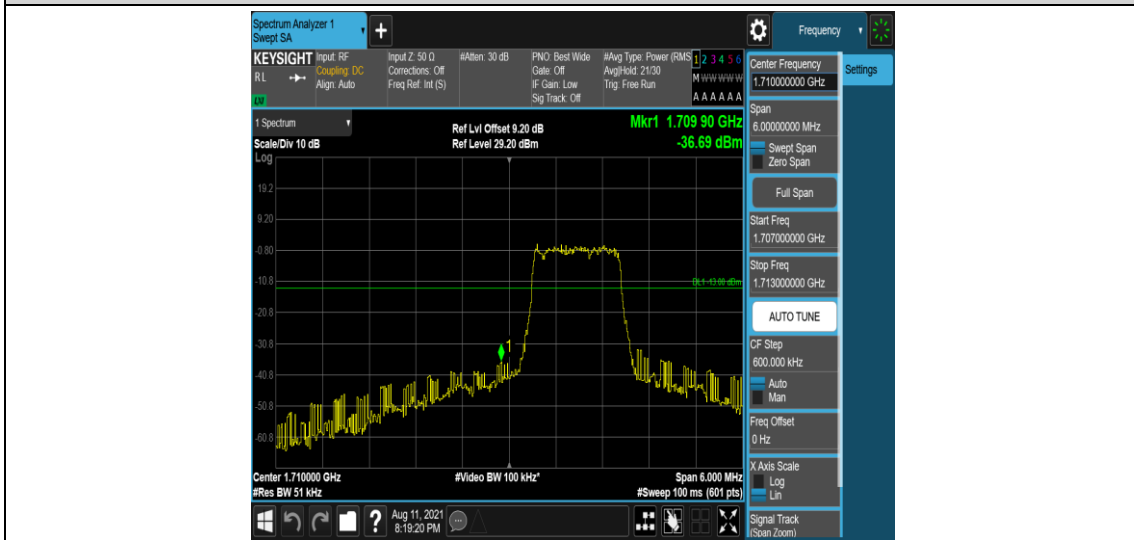 Spectrum Analyzer 1
Swept SA
+
Frequency
KEYSIGHT
RL
LXI
Input: RF
Coupling: DC
Align: Auto
Input Z: 50 Ω
Corrections: Off
Freq Ref: Int (S)
#Atten: 30 dB
PNO: Best Wide
Gate: Off
IF Gain: Low
Sig Track: Off
#Avg Type: Power (RMS
Avg|Hold: 21/30
Trig: Free Run
1 2 3 4 5 6
M W W W W W
A A A A A A
1 Spectrum
Scale/Div 10 dB
Log
Ref Lvl Offset 9.20 dB
Ref Level 29.20 dBm
Mkr1 1.709 90 GHz
-36.69 dBm
19.2
9.20
-0.80
-10.8
DL1 -13.00 dBm
-20.8
-30.8
1
-40.8
-50.8
-60.8
Center 1.710000 GHz
#Res BW 51 kHz
#Video BW 100 kHz*
Span 6.000 MHz
#Sweep 100 ms (601 pts)
?
Aug 11, 2021
8:19:20 PM
Center Frequency
1.710000000 GHz
Settings
Span
6.00000000 MHz
Swept Span
Zero Span
Full Span
Start Freq
1.707000000 GHz
Stop Freq
1.713000000 GHz
AUTO TUNE
CF Step
600.000 kHz
Auto
Man
Freq Offset
0 Hz
X Axis Scale
Log
Lin
Signal Track
(Span Zoom)